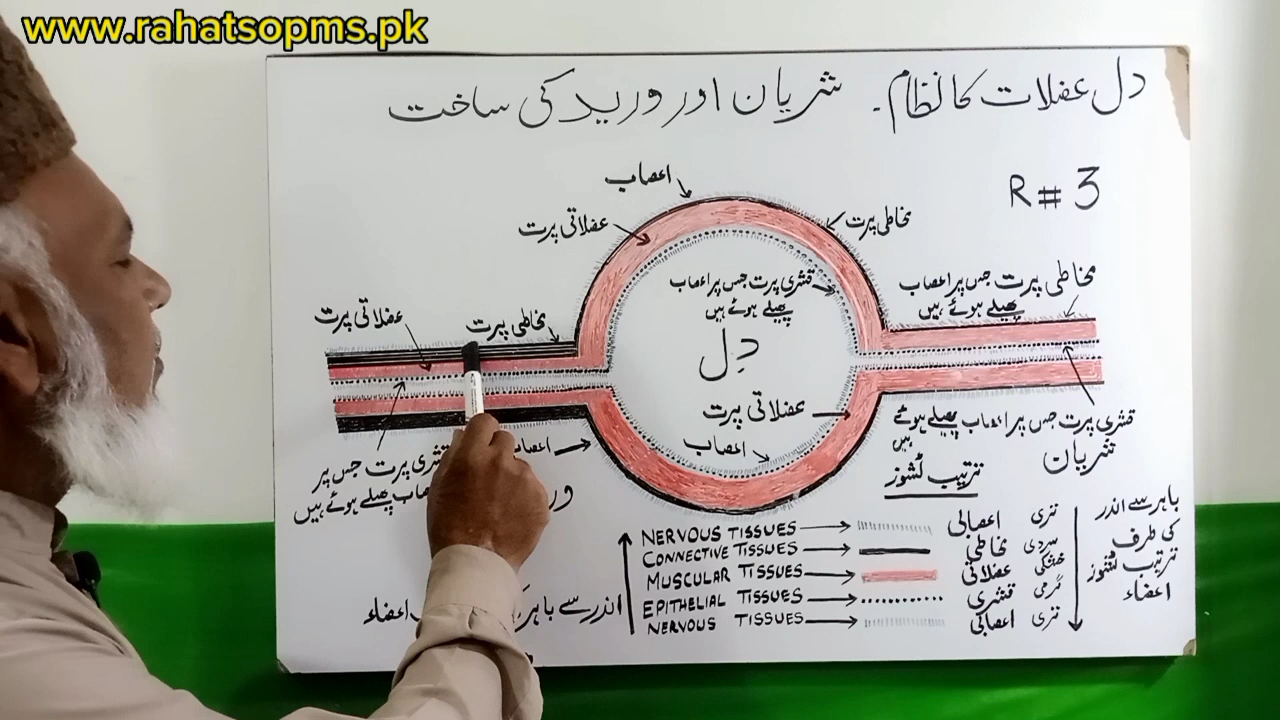 www.rahatsopms.pk
دل عضلات کا نظام۔ شریان اور ورید کی ساخت
R # 3
اعصاب
عضلاتی پرت
مخاطی پرت
قشری پرت جس پر اعصاب
پھیلے ہوئے ہیں
مخاطی پرت جس پر اعصاب
پھیلے ہوئے ہیں
عضلاتی پرت
مخاطی پرت
دل
عضلاتی پرت
اعصاب
قشری پرت جس پر اعصاب پھیلے ہوئے
ہیں
شریان
اعصاب
قشری پرت جس پر
پھیلے ہوئے ہیں
ترتیب ٹشوز
NERVOUS TISSUES اعصابی تری
CONNECTIVE TISSUES مخاطی سردی
MUSCULAR TISSUES عضلاتی خشکی
EPITHELIAL TISSUES قشری گرمی
NERVOUS TISSUES اعصابی تری
باہر سے اندر
کی طرف
ترتیب ٹشوز
اعضاء
اندر سے باہر
اعضاء